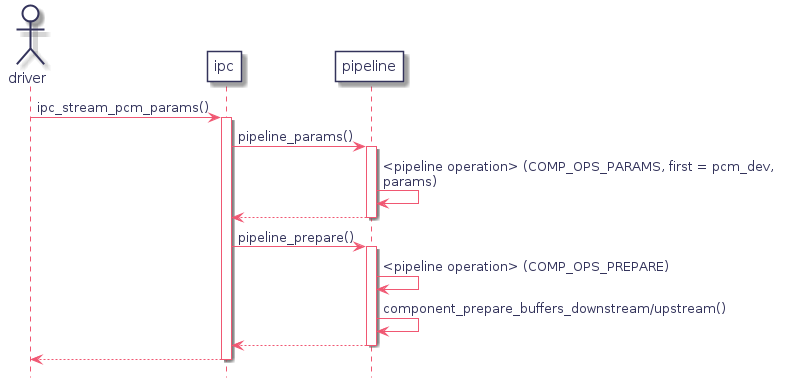 driver
ipc
pipeline
ipc_stream_pcm_params()
pipeline_params()
<pipeline operation> (COMP_OPS_PARAMS, first = pcm_dev,
params)
pipeline_prepare()
<pipeline operation> (COMP_OPS_PREPARE)
component_prepare_buffers_downstream/upstream()